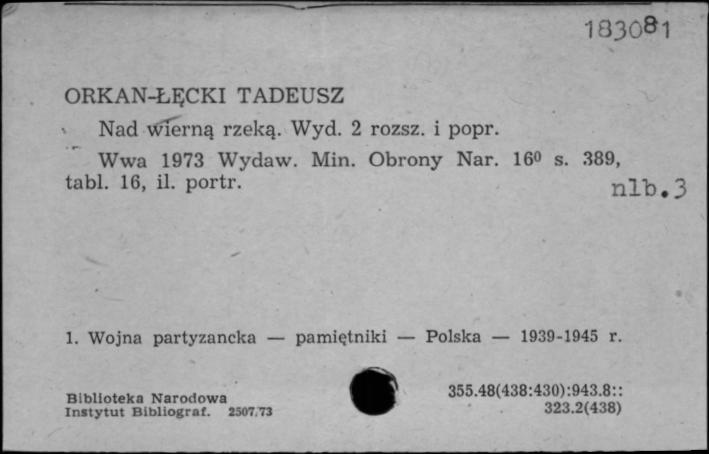 183081
ORKAN-ŁĘCKI TADEUSZ
Nad wierną rzeką. Wyd. 2 rozsz. i popr.
Wwa 1973 Wydaw. Min. Obrony Nar. 16⁰ s. 389,
tabl. 16, il. portr.
nlb.3
1. Wojna partyzancka — pamiętniki — Polska — 1939-1945 r.
355.48(438:430):943.8::
323.2(438)
Biblioteka Narodowa
Instytut Bibliograf. 2507/73